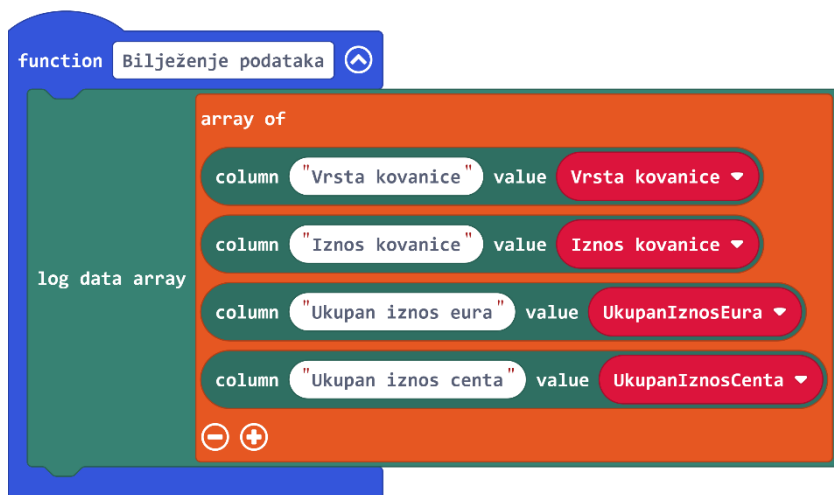 function Bilježenje podataka
array of
column "Vrsta kovanice" value Vrsta kovanice
column "Iznos kovanice" value Iznos kovanice
log data array
column "Ukupan iznos eura" value UkupanIznosEura
column "Ukupan iznos centa" value UkupanIznosCenta